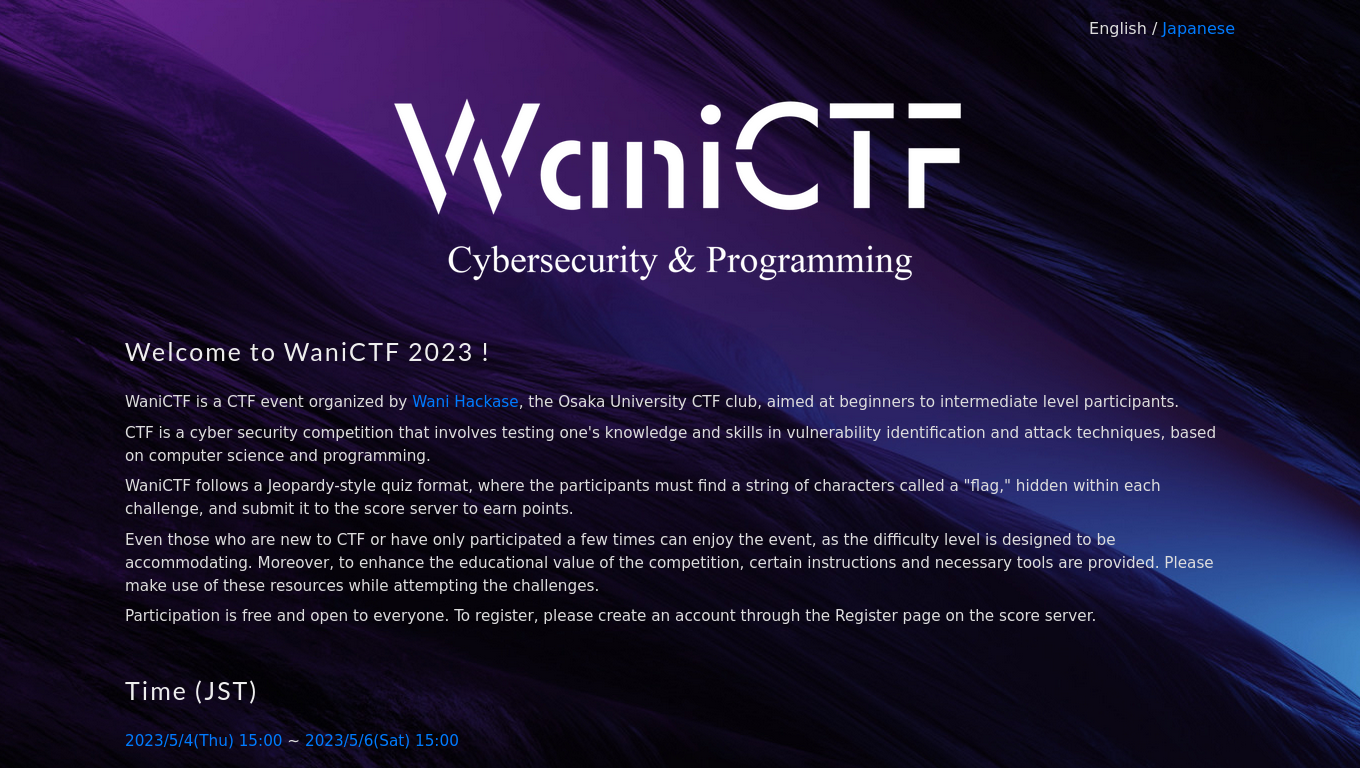 English / Japanese
WaniCTF
Cybersecurity & Programming
Welcome to WaniCTF 2023 !
WaniCTF is a CTF event organized by Wani Hackase, the Osaka University CTF club, aimed at beginners to intermediate level participants.
CTF is a cyber security competition that involves testing one's knowledge and skills in vulnerability identification and attack techniques, based
on computer science and programming.
WaniCTF follows a Jeopardy-style quiz format, where the participants must find a string of characters called a "flag," hidden within each
challenge, and submit it to the score server to earn points.
Even those who are new to CTF or have only participated a few times can enjoy the event, as the difficulty level is designed to be
accommodating. Moreover, to enhance the educational value of the competition, certain instructions and necessary tools are provided. Please
make use of these resources while attempting the challenges.
Participation is free and open to everyone. To register, please create an account through the Register page on the score server.
Time (JST)
2023/5/4(Thu) 15:00 ~ 2023/5/6(Sat) 15:00